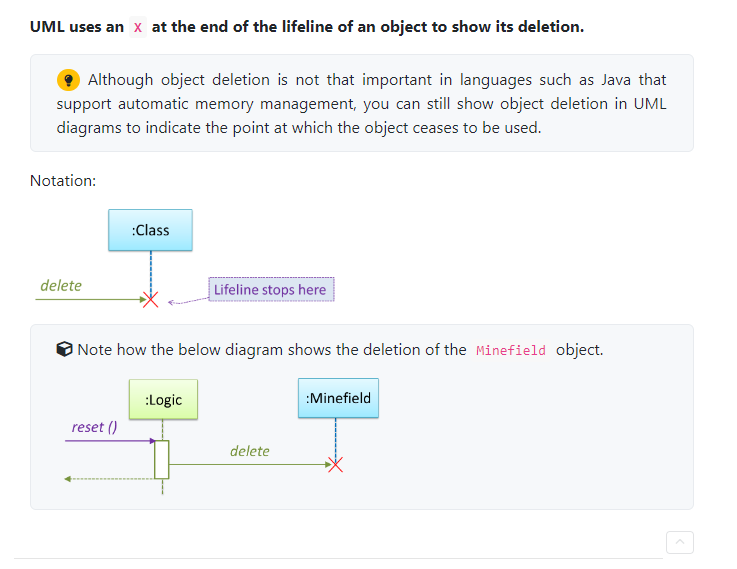 UML uses an X at the end of the lifeline of an object to show its deletion.
Although object deletion is not that important in languages such as Java that
support automatic memory management, you can still show object deletion in UML
diagrams to indicate the point at which the object ceases to be used.
Notation:
:Class
delete
Lifeline stops here
Note how the below diagram shows the deletion of the Minefield object.
:Logic
:Minefield
reset ()
delete